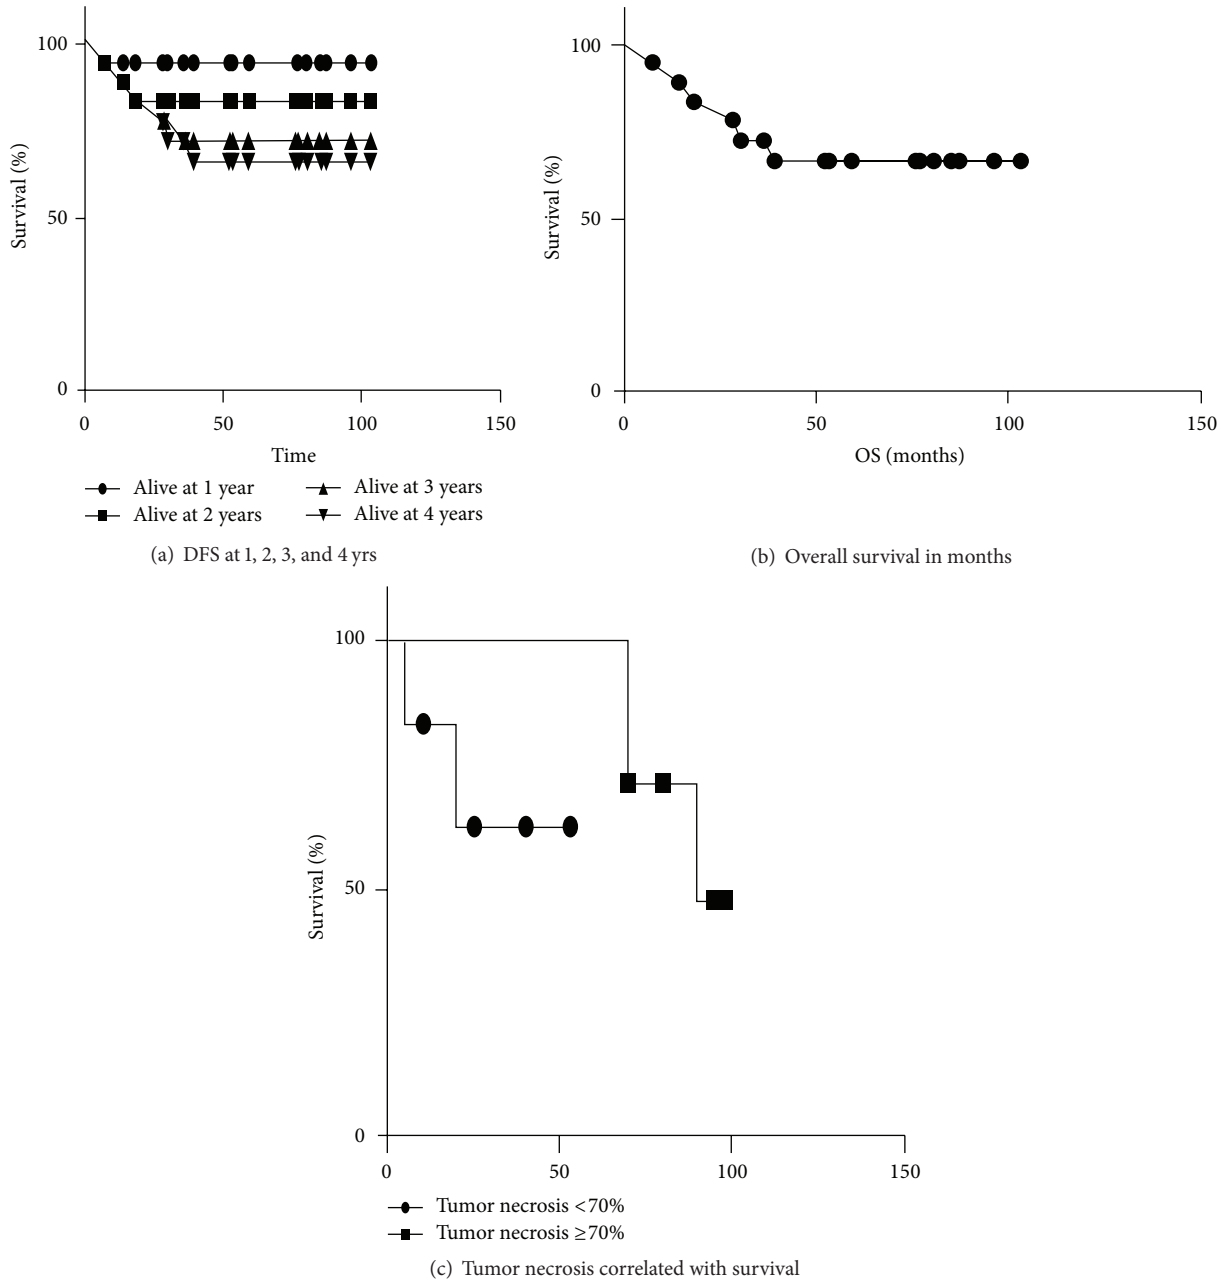 100
50
0
Survival (%)
0 50 100 150
Time
Alive at 1 year
Alive at 2 years
Alive at 3 years
Alive at 4 years
(a) DFS at 1, 2, 3, and 4 yrs
100
50
0
Survival (%)
0 50 100 150
OS (months)
(b) Overall survival in months
100
50
0
Survival (%)
0 50 100 150
Tumor necrosis <70%
Tumor necrosis ≥70%
(c) Tumor necrosis correlated with survival